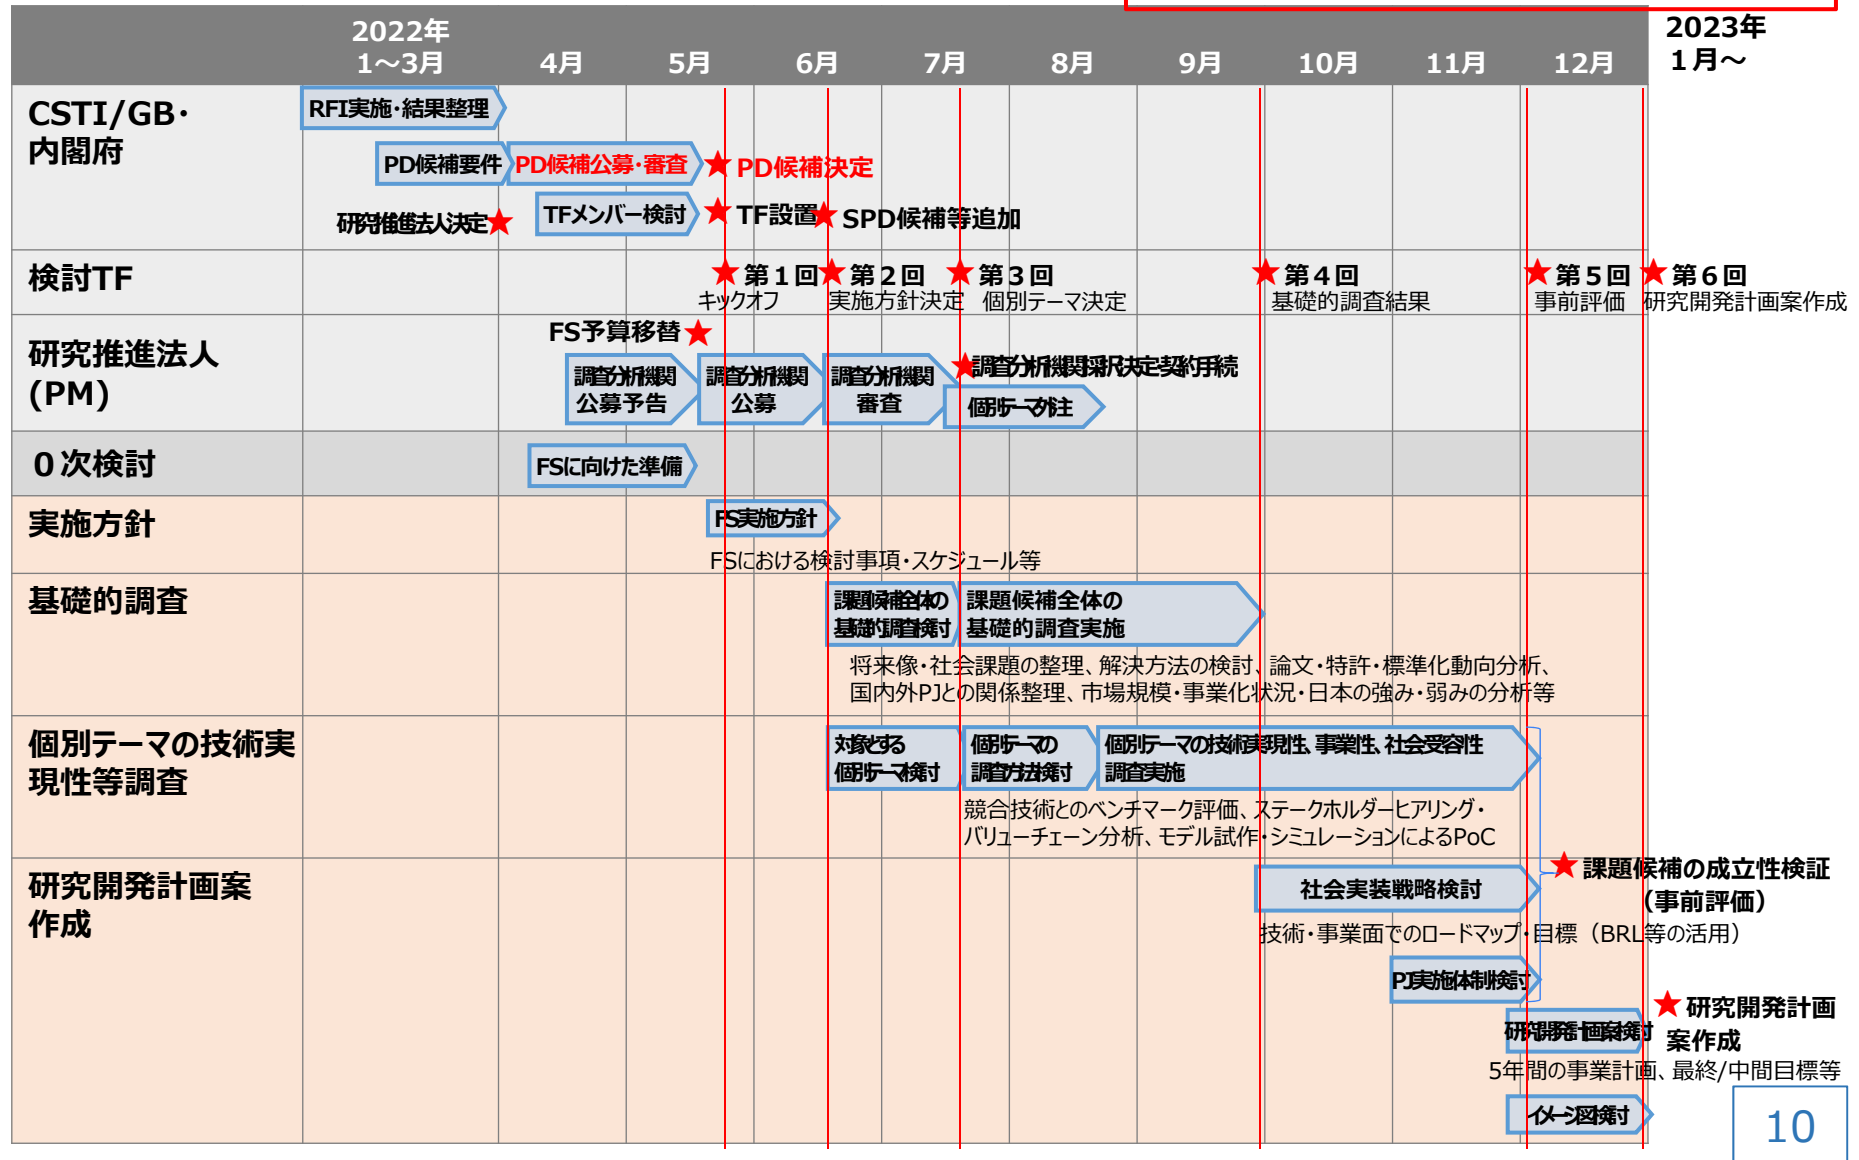 2022年
1～3月
4月
5月
6月
7月
8月
9月
10月
11月
12月
2023年
１月～
CSTI/GB・
内閣府
RFI実施・結果整理
PD候補要件
PD候補公募・審査
★PD候補決定
研究推進法人決定★
TFメンバー検討
★TF設置
★SPD候補等追加
検討TF
★第１回
キックオフ
★第２回
実施方針決定
★第３回
個別テーマ決定
★第４回
基礎的調査結果
★第５回
事前評価
★第６回
研究開発計画案作成
研究推進法人
(PM)
FS予算移替★
調査分析機関
公募予告
調査分析機関
公募
調査分析機関
審査
★調査分析機関採択決定・契約手続
個別テーマ外注
０次検討
FSに向けた準備
実施方針
FS実施方針
FSにおける検討事項・スケジュール等
基礎的調査
課題候補全体の
基礎的調査検討
課題候補全体の
基礎的調査実施
将来像・社会課題の整理、解決方法の検討、論文・特許・標準化動向分析、
国内外PJとの関係整理、市場規模・事業化状況・日本の強み・弱みの分析等
個別テーマの技術実
現性等調査
対象とする
個別テーマ検討
個別テーマの
調査方法検討
個別テーマの技術実現性、事業性、社会受容性
調査実施
競合技術とのベンチマーク評価、ステークホルダーヒアリング・
バリューチェーン分析、モデル試作・シミュレーションによるPoC
研究開発計画案
作成
社会実装戦略検討
★課題候補の成立性検証
（事前評価）
技術・事業面でのロードマップ・目標（BRL等の活用）
PJ実施体制検討
★研究開発計画
案作成
研究開発計画案検討
5年間の事業計画、最終/中間目標等
イメージ図検討
10